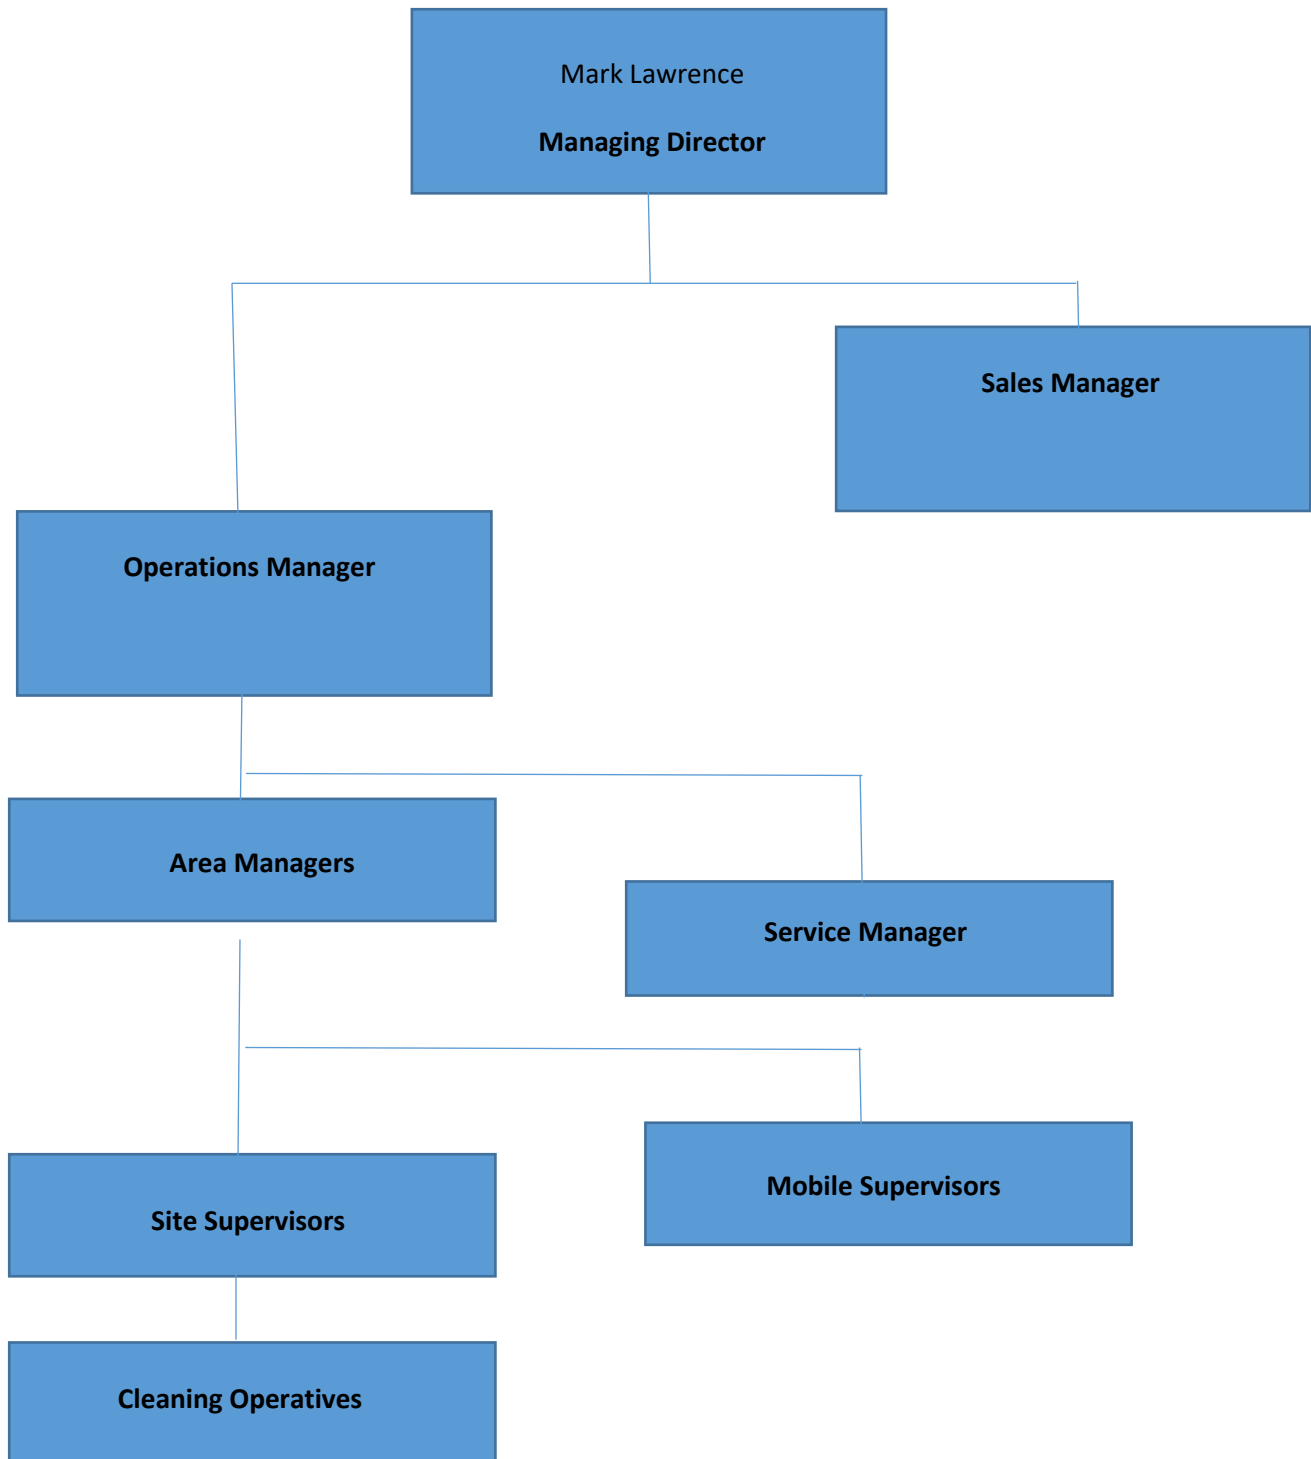 Mark Lawrence
Managing Director
Sales Manager
Operations Manager
Area Managers
Service Manager
Mobile Supervisors
Site Supervisors
Cleaning Operatives